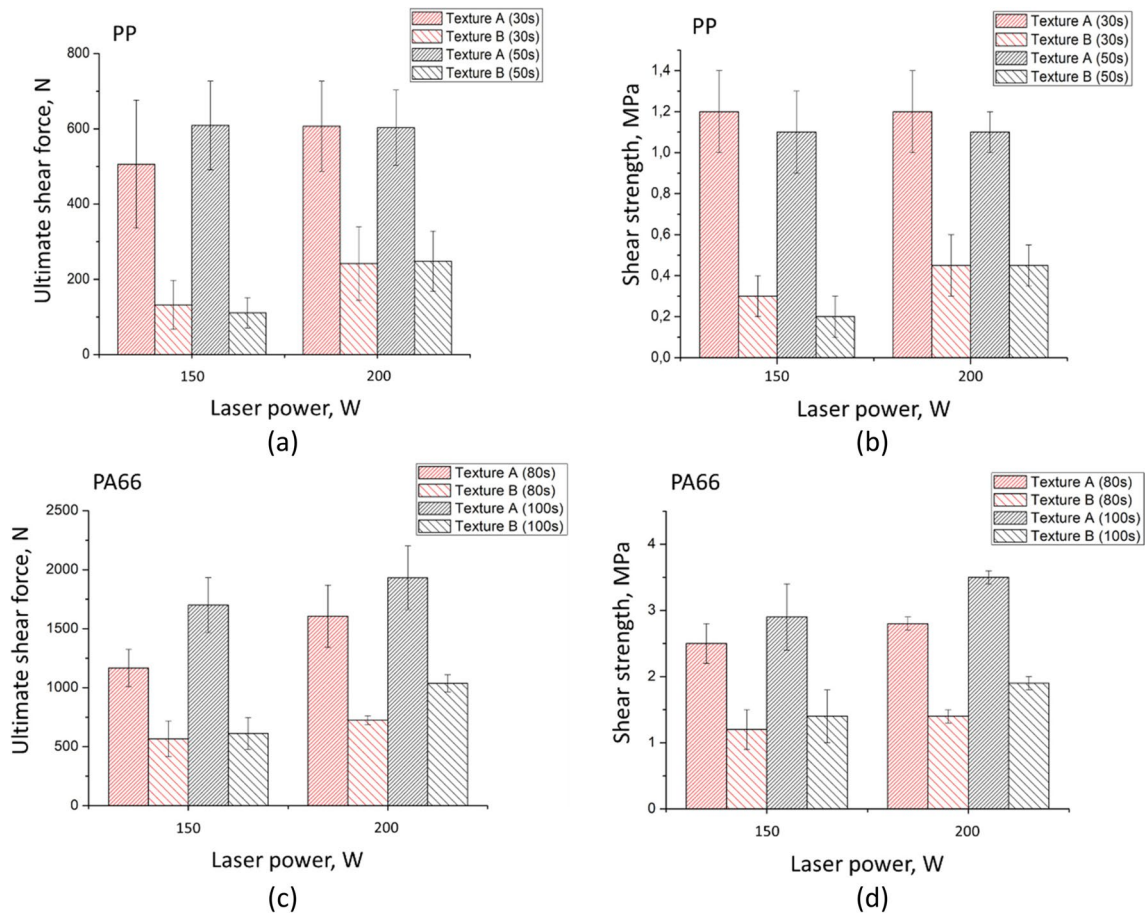 PP
Texture A (30s)
Texture B (30s)
Texture A (50s)
Texture B (50s)
Ultimate shear force, N
800
600
400
200
0
150
200
Laser power, W
(a)
PP
Texture A (30s)
Texture B (30s)
Texture A (50s)
Texture B (50s)
Shear strength, MPa
1,4
1,2
1,0
0,8
0,6
0,4
0,2
0,0
150
200
Laser power, W
(b)
PA66
Texture A (80s)
Texture B (80s)
Texture A (100s)
Texture B (100s)
Ultimate shear force, N
2500
2000
1500
1000
500
0
150
200
Laser power, W
(c)
PA66
Texture A (80s)
Texture B (80s)
Texture A (100s)
Texture B (100s)
Shear strength, MPa
4
3
2
1
0
150
200
Laser power, W
(d)